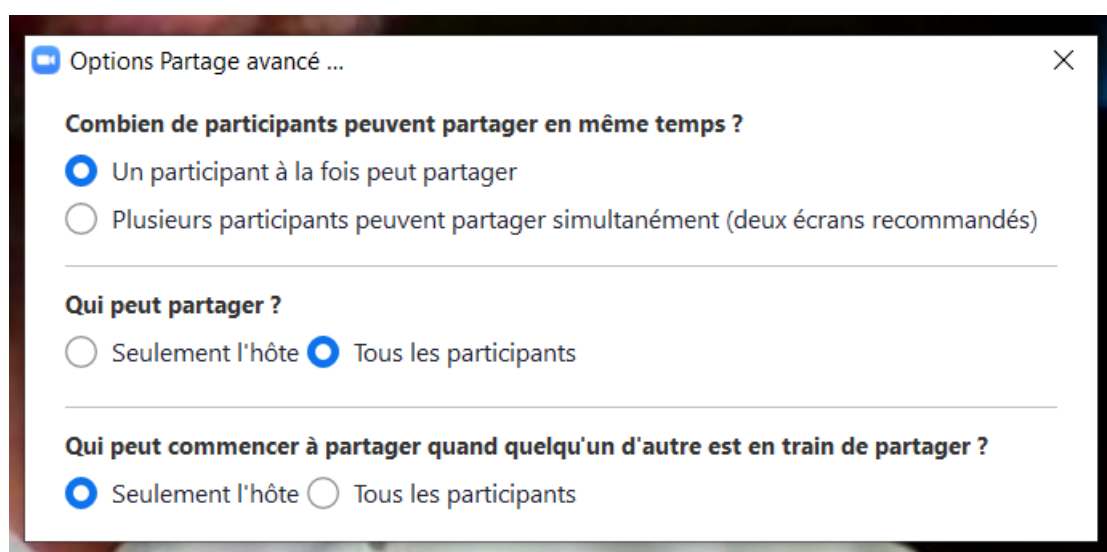 Options Partage avancé ...
Combien de participants peuvent partager en même temps ?
Un participant à la fois peut partager
Plusieurs participants peuvent partager simultanément (deux écrans recommandés)
Qui peut partager ?
Seulement l'hôte Tous les participants
Qui peut commencer à partager quand quelqu'un d'autre est en train de partager ?
Seulement l'hôte Tous les participants